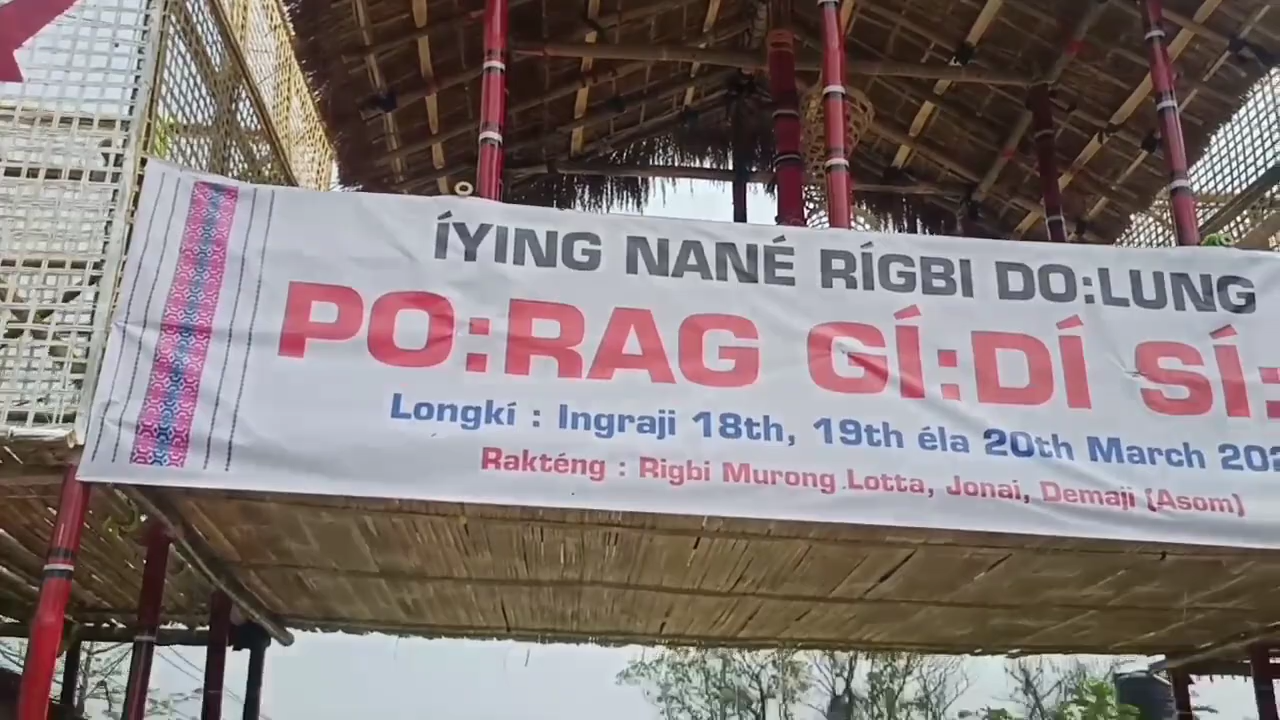 ÍYING NANÉ RÍGBI DO:LUNG
PO:RAG GÍ:DÍ SÍ:
Longkí : Ingraji 18th, 19th éla 20th March 202
Rakténg : Rigbi Murong Lotta, Jonai, Demaji (Asom)